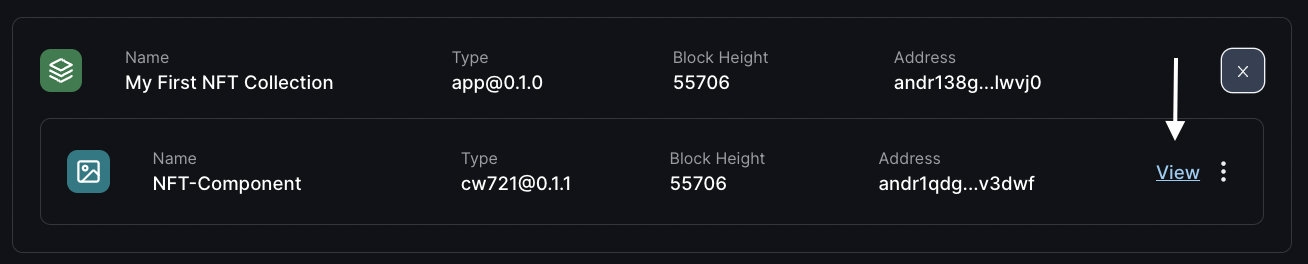 Name Type Block Height Address
My First NFT Collection app@0.1.0 55706 andr138g...lwvj0
Name Type Block Height Address
NFT-Component cw721@0.1.1 55706 andr1qdg...v3dwf View